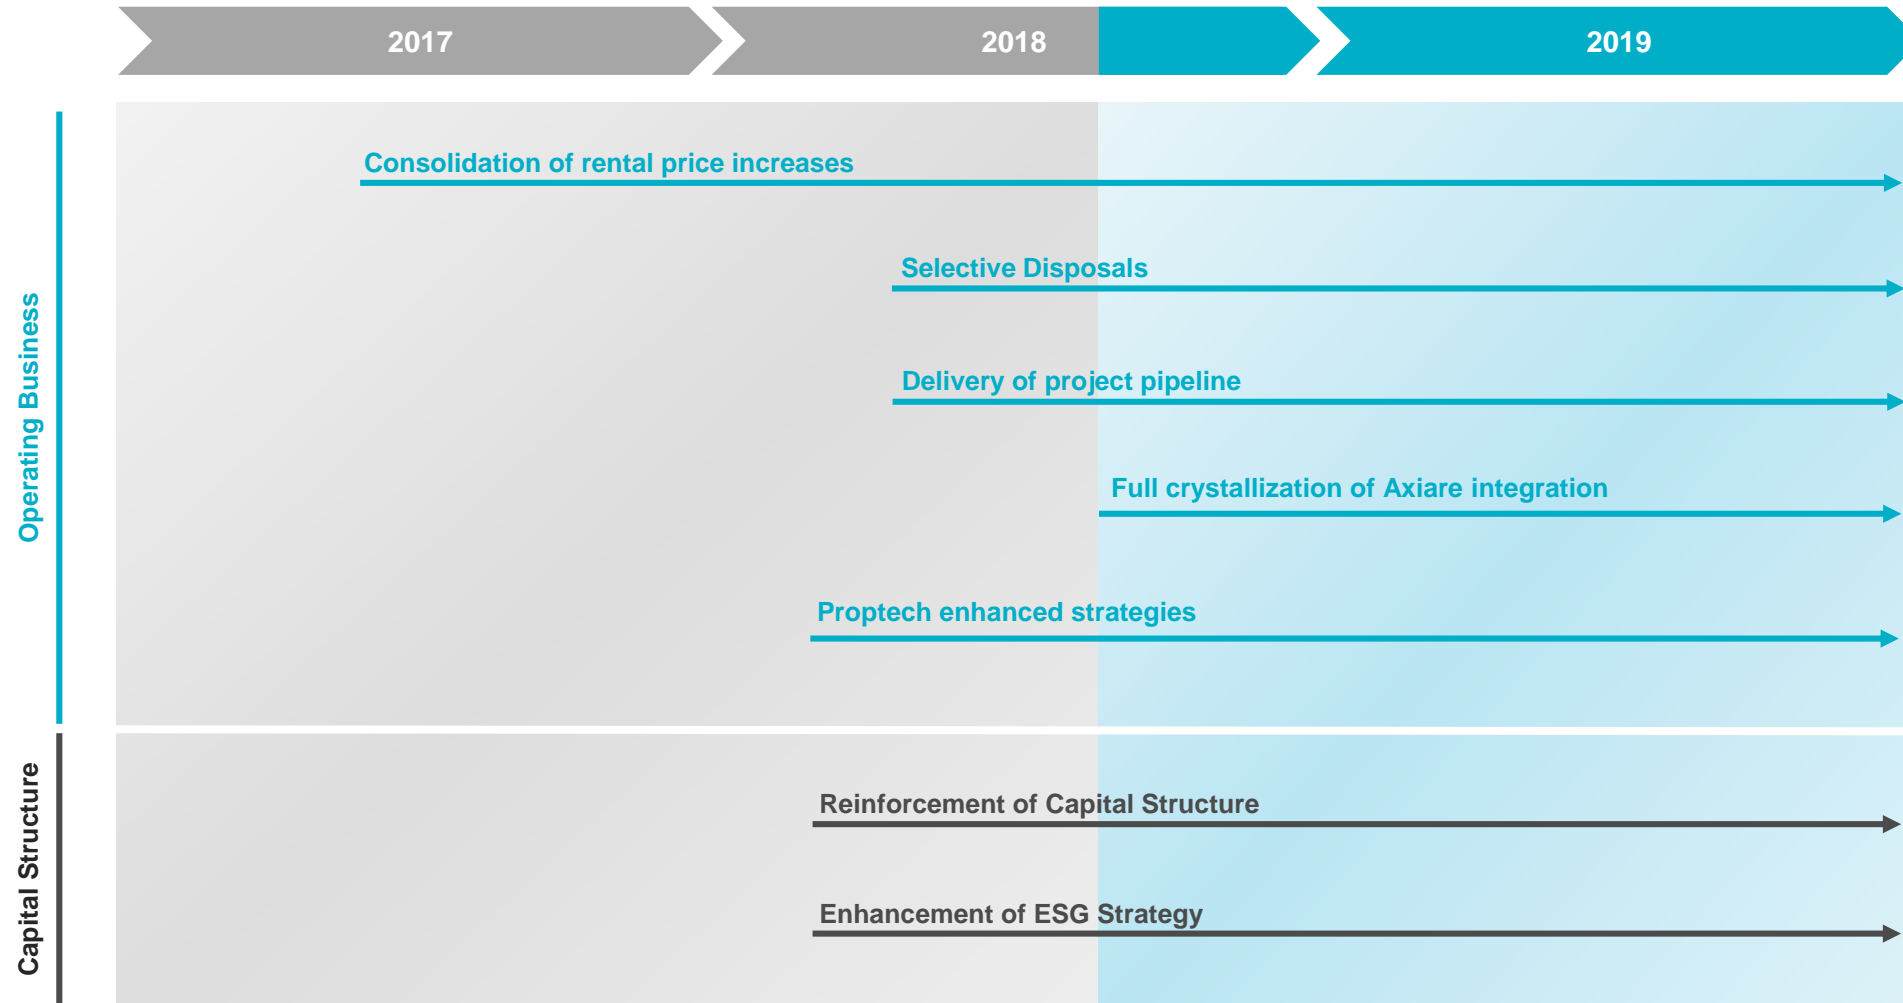 2017
2018
2019
Operating Business
Consolidation of rental price increases
Selective Disposals
Delivery of project pipeline
Full crystallization of Axiare integration
Proptech enhanced strategies
Capital Structure
Reinforcement of Capital Structure
Enhancement of ESG Strategy